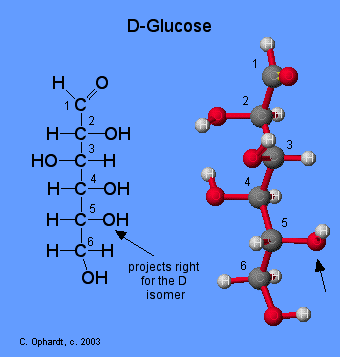 D-Glucose
H O
1 C
2
H C OH
3
HO C H
4
H C OH
5
H C OH
6
H C H
OH
projects right
for the D
isomer
H
1 C O
2
H O C H
3
H O C H
4
H O C H
5
H C O H
6
H C H
O H
C. Ophardt, c. 2003